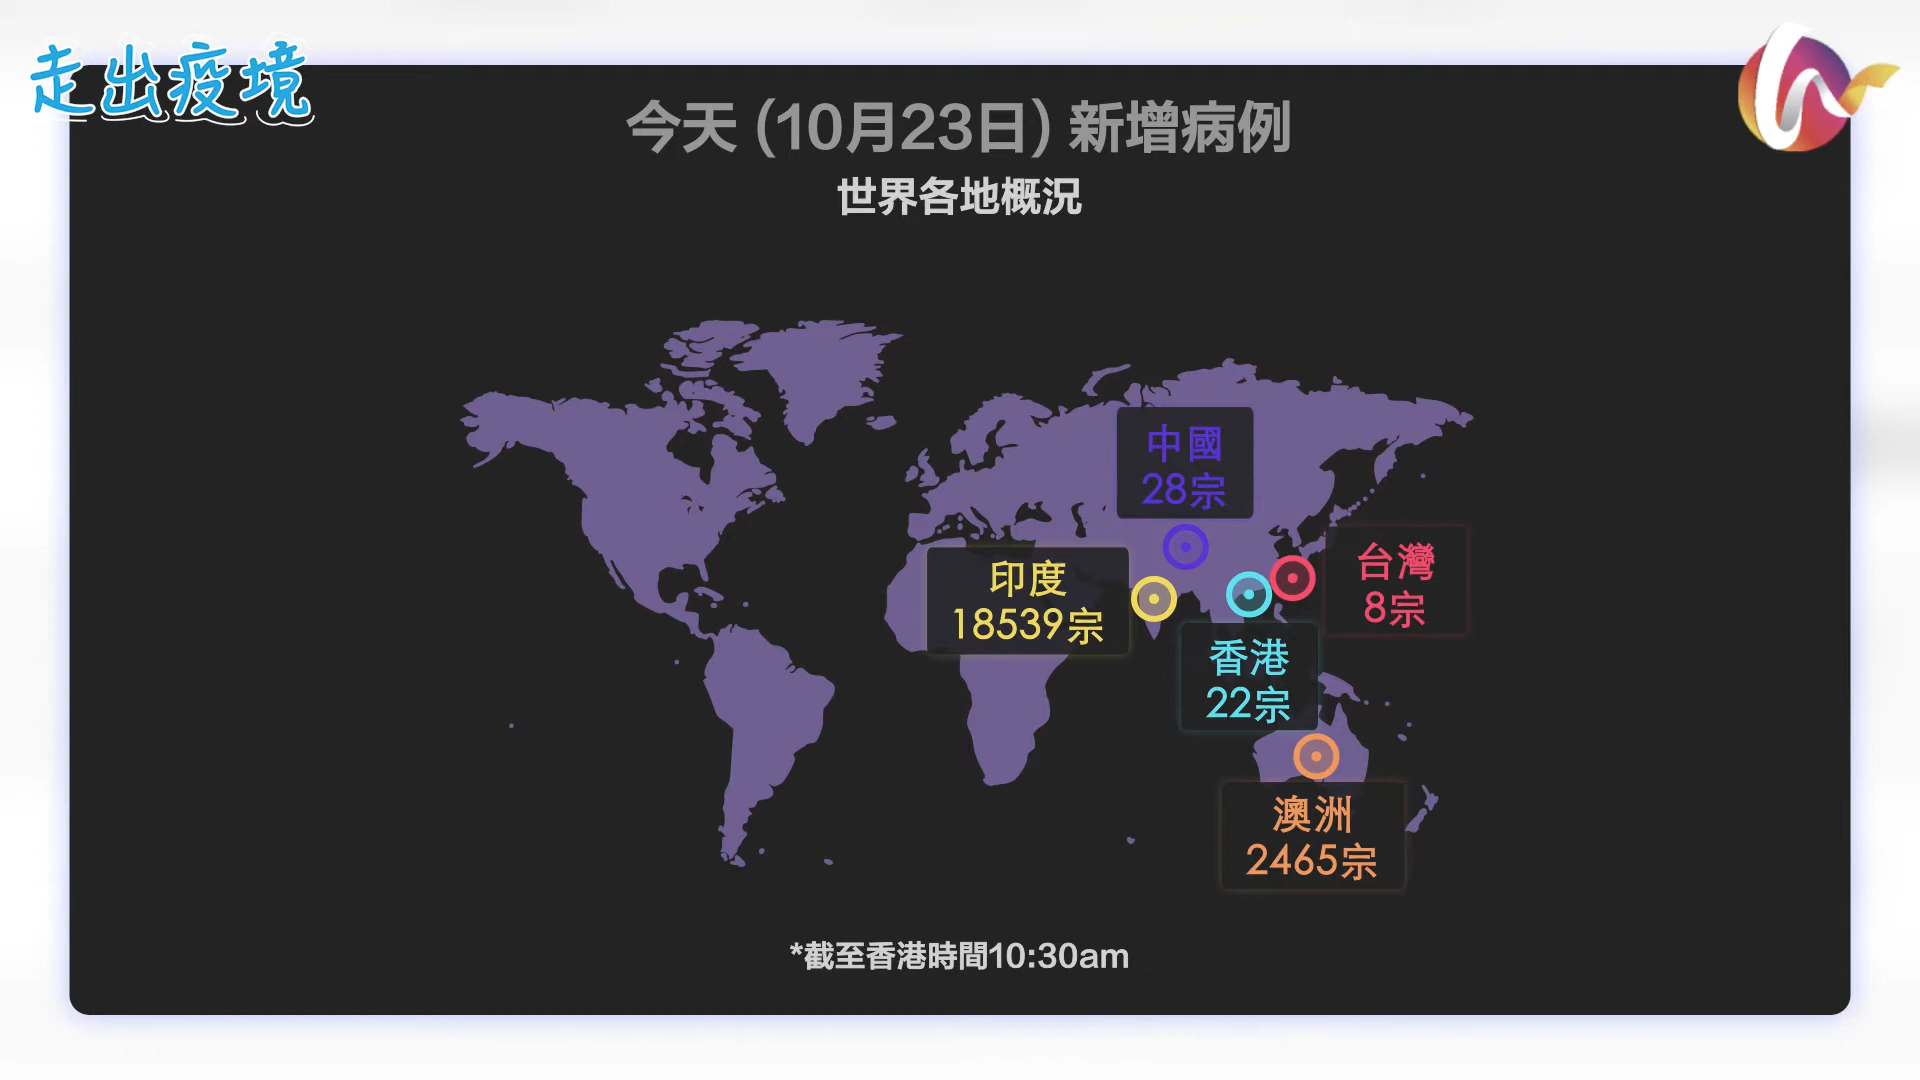 走出疫境
今天 (10月23日) 新增病例
世界各地概況
中國
28宗
印度
18539宗
台灣
8宗
香港
22宗
澳洲
2465宗
*截至香港時間10:30am